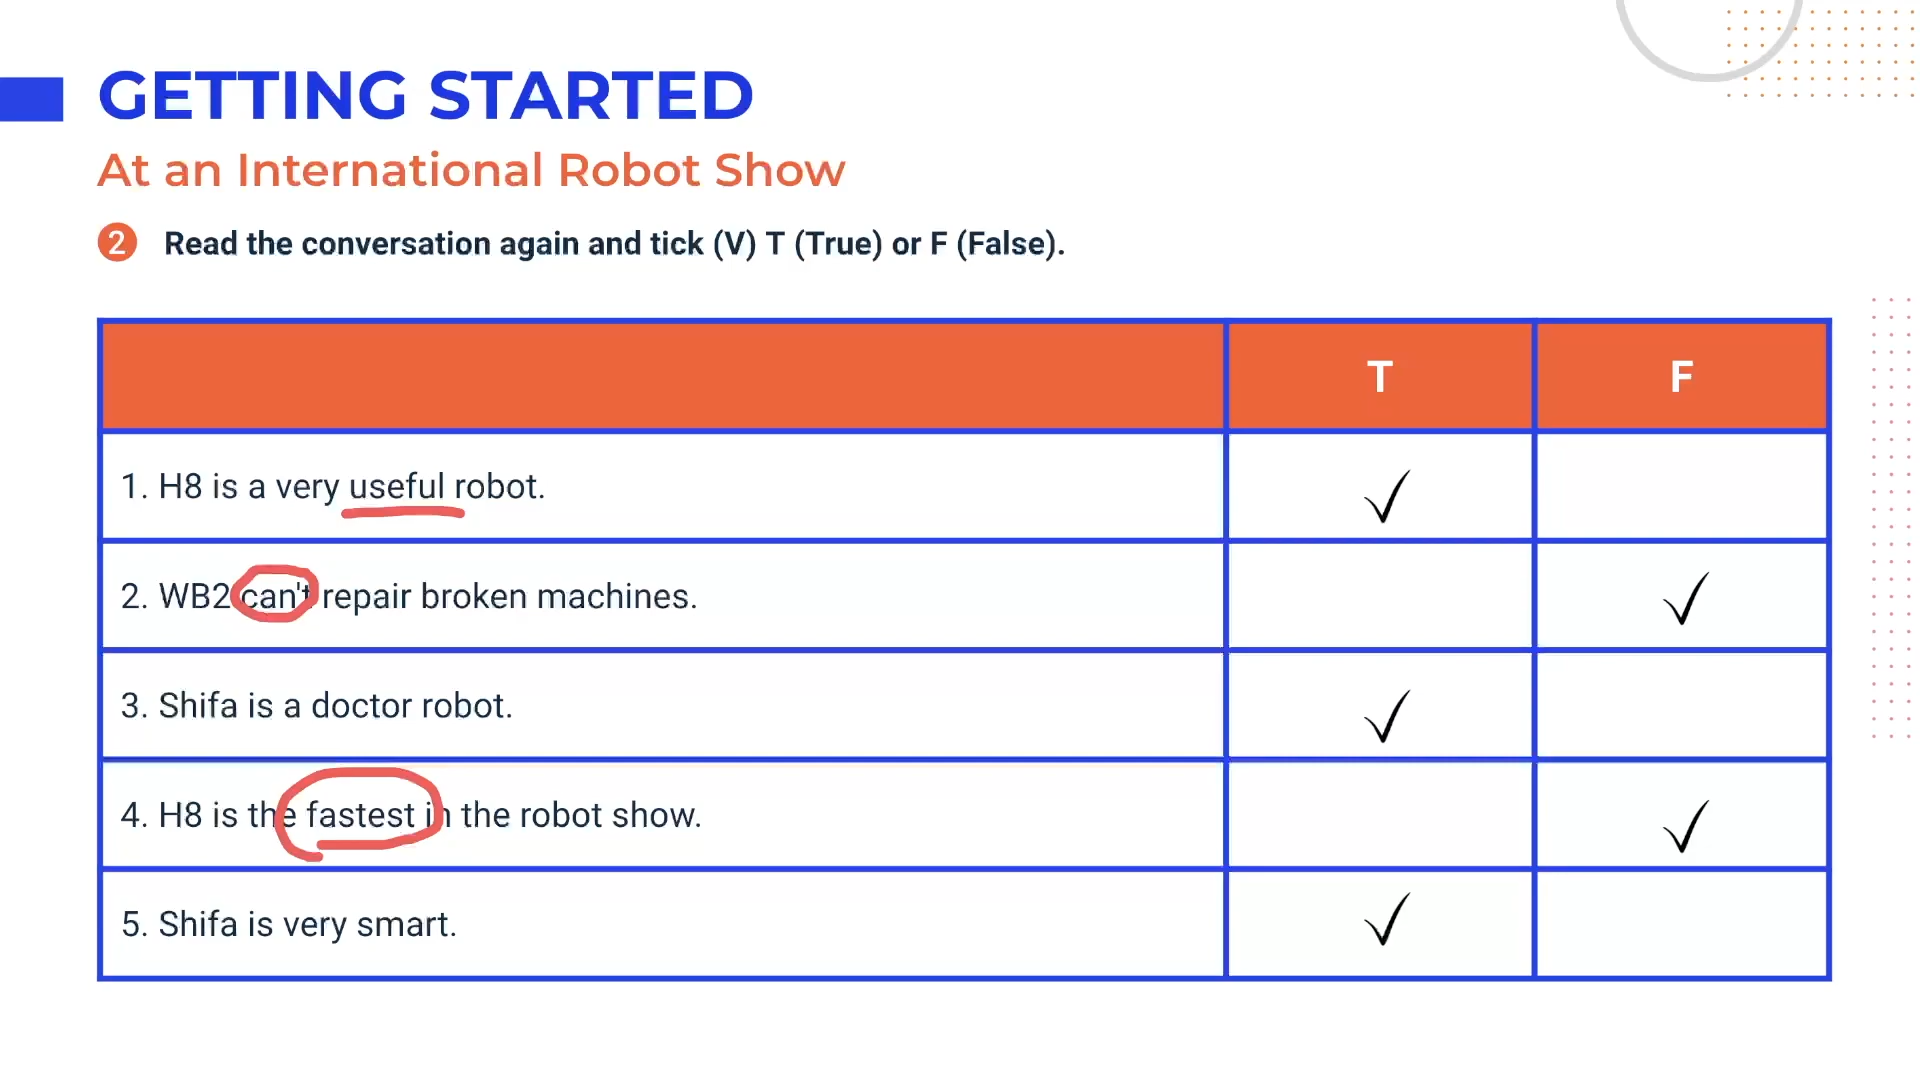 GETTING STARTED
At an International Robot Show
2 Read the conversation again and tick (V) T (True) or F (False).
T F
1. H8 is a very useful robot. ✓
2. WB2 can't repair broken machines. ✓
3. Shifa is a doctor robot. ✓
4. H8 is the fastest in the robot show. ✓
5. Shifa is very smart. ✓